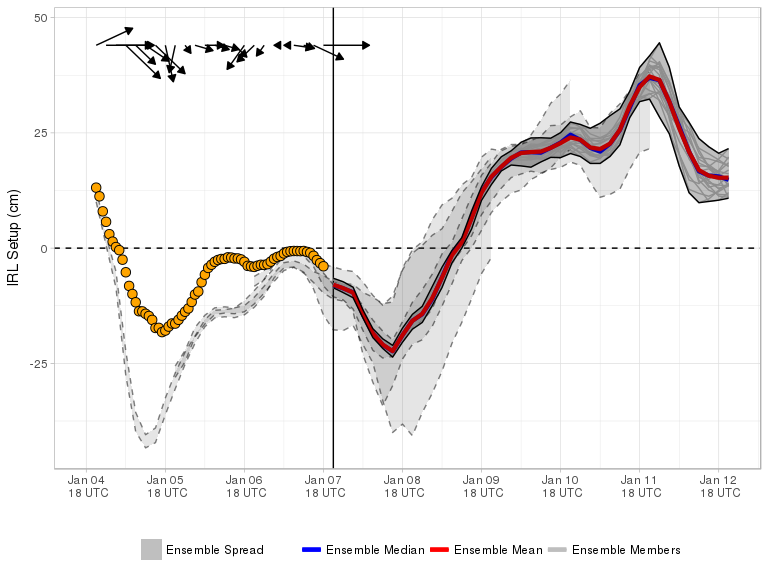 50
25
0
-25
IRL Setup (cm)
Jan 04
18 UTC
Jan 05
18 UTC
Jan 06
18 UTC
Jan 07
18 UTC
Jan 08
18 UTC
Jan 09
18 UTC
Jan 10
18 UTC
Jan 11
18 UTC
Jan 12
18 UTC
Ensemble Spread
Ensemble Median
Ensemble Mean
Ensemble Members